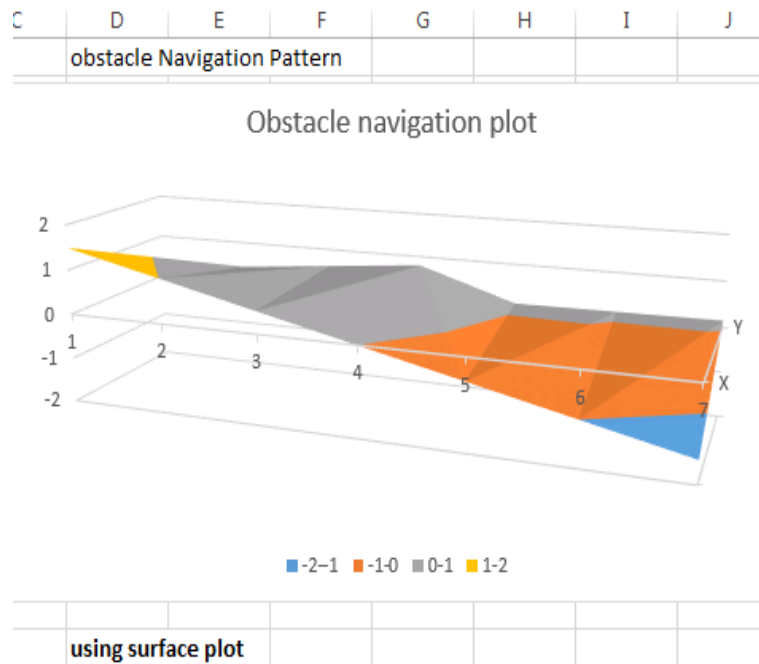 C D E F G H I J
obstacle Navigation Pattern
Obstacle navigation plot
2
1
0
-1
-2
1
2
3
4
5
6
7
Y
X
-2--1 -1-0 0-1 1-2
using surface plot